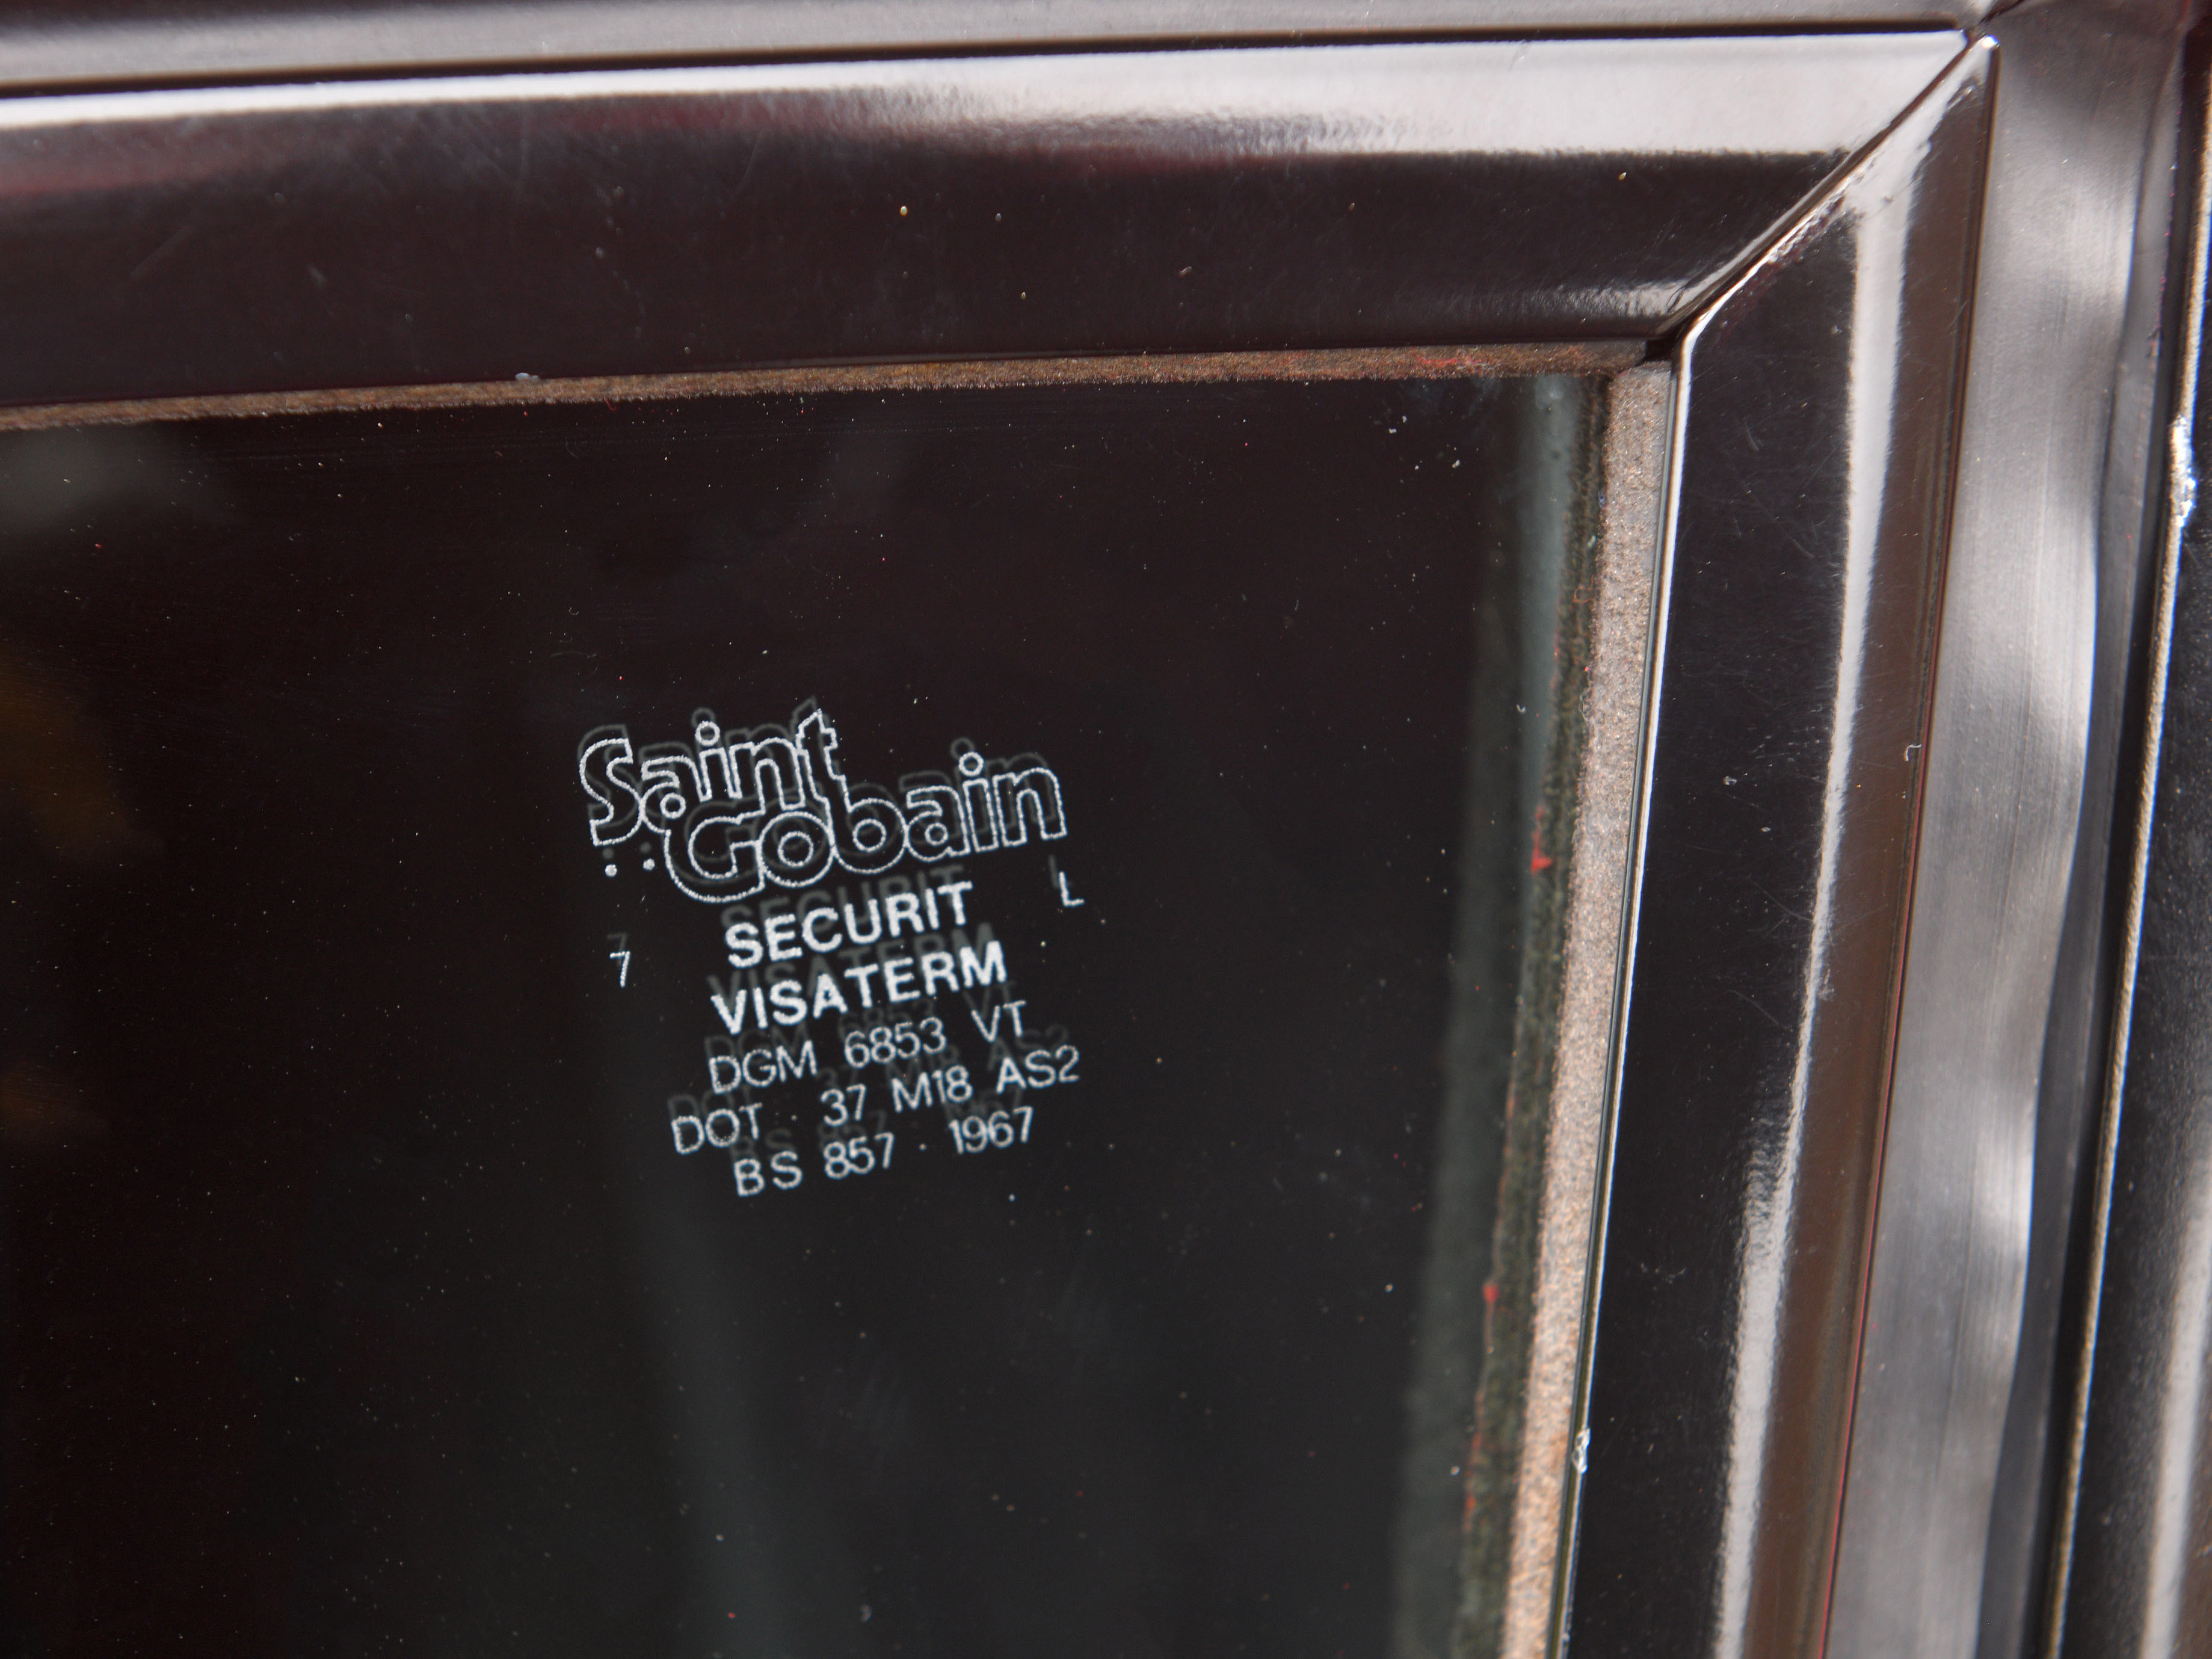 Saint
Gobain
SECURIT L
7 VISATERM
DGM 6853 VT
DOT · 37 M18 AS2
BS 857 · 1967